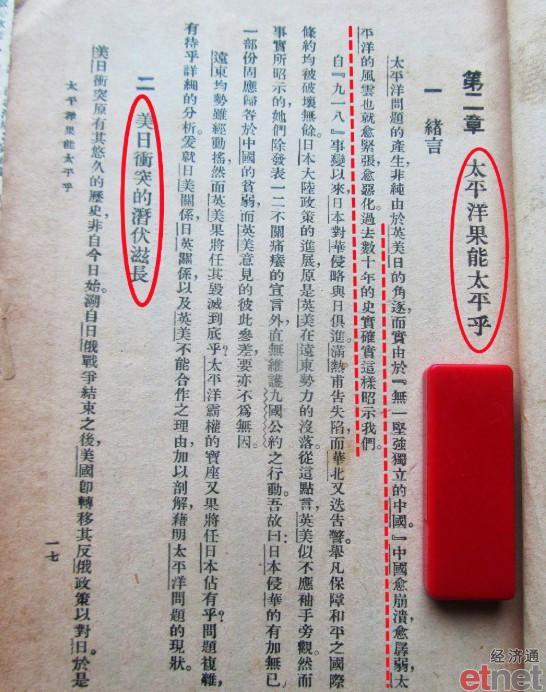 第二章 太平洋果能太平乎
一 緒言
太平洋問題的產生,非純由於英美日的角逐,而實由於『無一堅強獨立的中國。』中國愈崩潰,愈孱弱,太
平洋的風雲也就愈緊張愈惡化。過去數十年的史實,確實這樣昭示我們。
自『九一八』事變以來,日本對華侵略與日俱進,滿熱甫告失陷,而華北又迭告警。舉凡保障和平之國際
條約均被破壞無餘。日本大陸政策的進展,原是英美在遠東勢力的沒落,從這點言,英美似不應袖手旁觀。然而
事實所昭示的,她們除發表一二不關痛癢的宣言外,直無維護九國公約之行動。吾故曰:日本侵華的有加無已,
一部份固應歸咎於中國的貧弱,而英美意見的彼此參差,要亦不為無因。
遠東均勢雖經動搖,然而英美果將任其毀滅到底乎?太平洋霸權的寶座又果將任日本佔有乎?問題複雜,
有待乎詳細的分析。爰就日美關係,日英關係,以及英美不能合作之理由,加以剖解,藉明太平洋問題的現狀。
二 美日衝突的潛伏滋長
美日衝突原有其悠久的歷史,非自今日始。溯自日俄戰爭結束之後,美國卽轉移其反俄政策以對日。於是
太平洋果能太平乎
一七
经济通
etnet